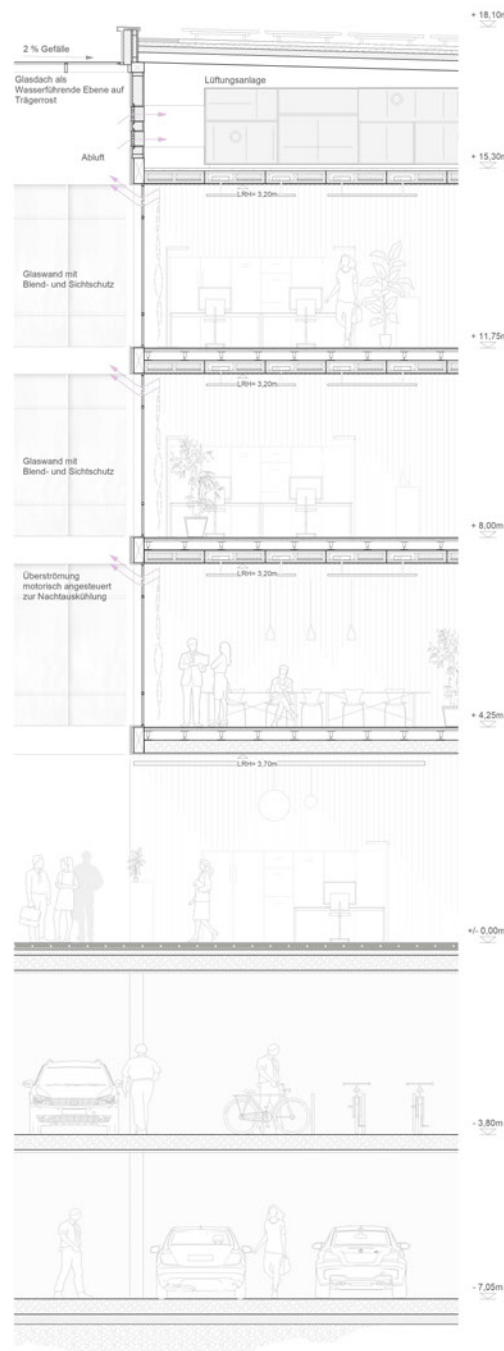 + 18,10m
2 % Gefälle
Glasdach als
Wasserführende Ebene auf
Trägerrost
Lüftungsanlage
Abluft
+ 15,30m
LRH= 3,20m
Glaswand mit
Blend- und Sichtschutz
+ 11,75m
LRH= 3,20m
Glaswand mit
Blend- und Sichtschutz
+ 8,00m
LRH= 3,20m
Überströmung
motorisch angesteuert
zur Nachtauskühlung
+ 4,25m
LRH= 3,70m
+/- 0,00m
- 3,80m
- 7,05m